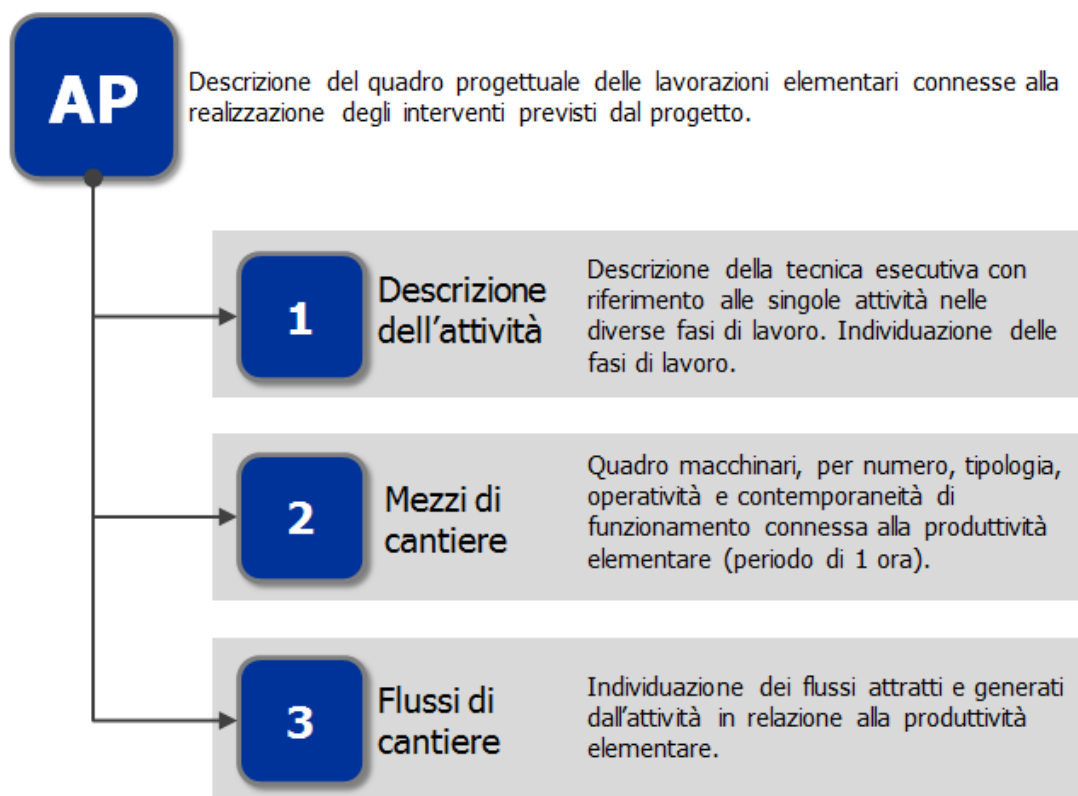 AP
Descrizione del quadro progettuale delle lavorazioni elementari connesse alla
realizzazione degli interventi previsti dal progetto.
1
Descrizione
dell'attività
Descrizione della tecnica esecutiva con
riferimento alle singole attività nelle
diverse fasi di lavoro. Individuazione delle
fasi di lavoro.
2
Mezzi di
cantiere
Quadro macchinari, per numero, tipologia,
operatività e contemporaneità di
funzionamento connessa alla produttività
elementare (periodo di 1 ora).
3
Flussi di
cantiere
Individuazione dei flussi attratti e generati
dall'attività in relazione alla produttività
elementare.